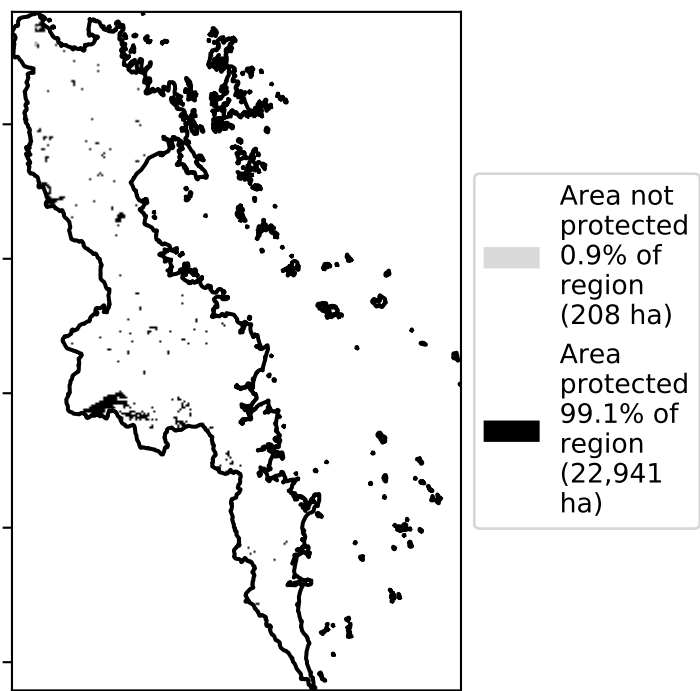 Area not
protected
0.9% of
region
(208 ha)
Area
protected
99.1% of
region
(22,941
ha)